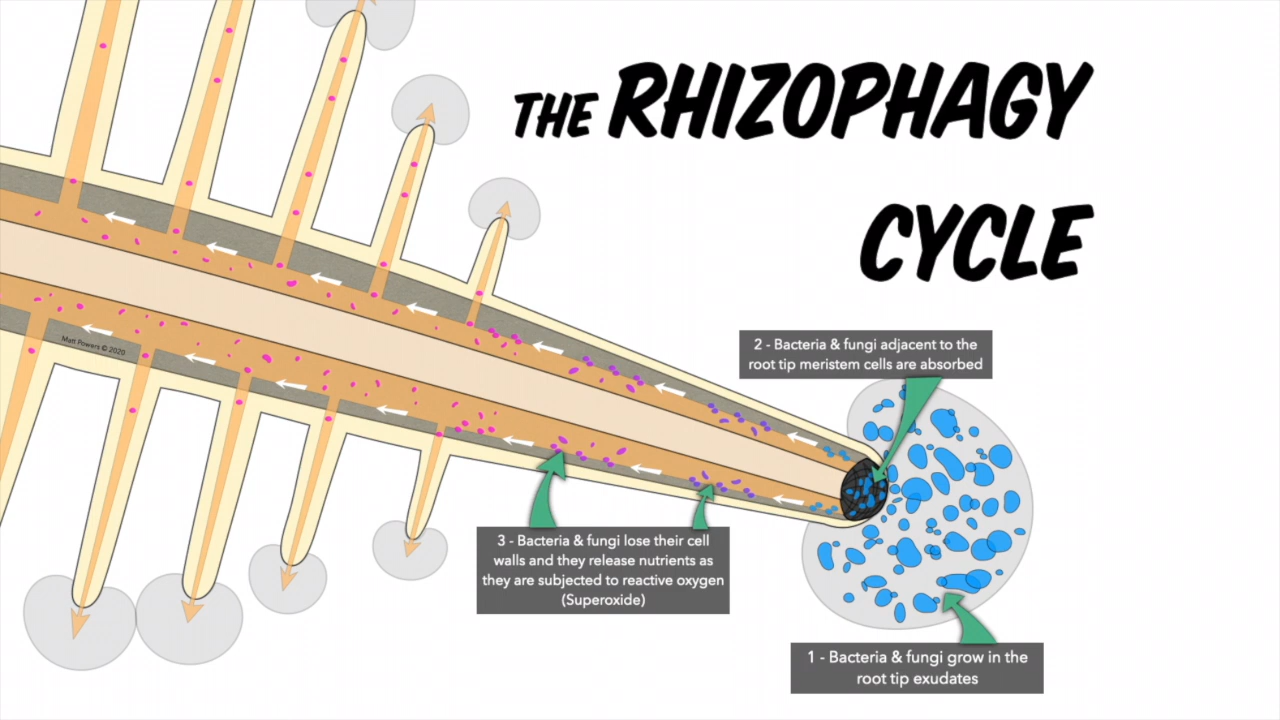 THE RHIZOPHAGY
CYCLE
2 - Bacteria & fungi adjacent to the
root tip meristem cells are absorbed
Matt Powers © 2020
3 - Bacteria & fungi lose their cell
walls and they release nutrients as
they are subjected to reactive oxygen
(Superoxide)
1 - Bacteria & fungi grow in the
root tip exudates